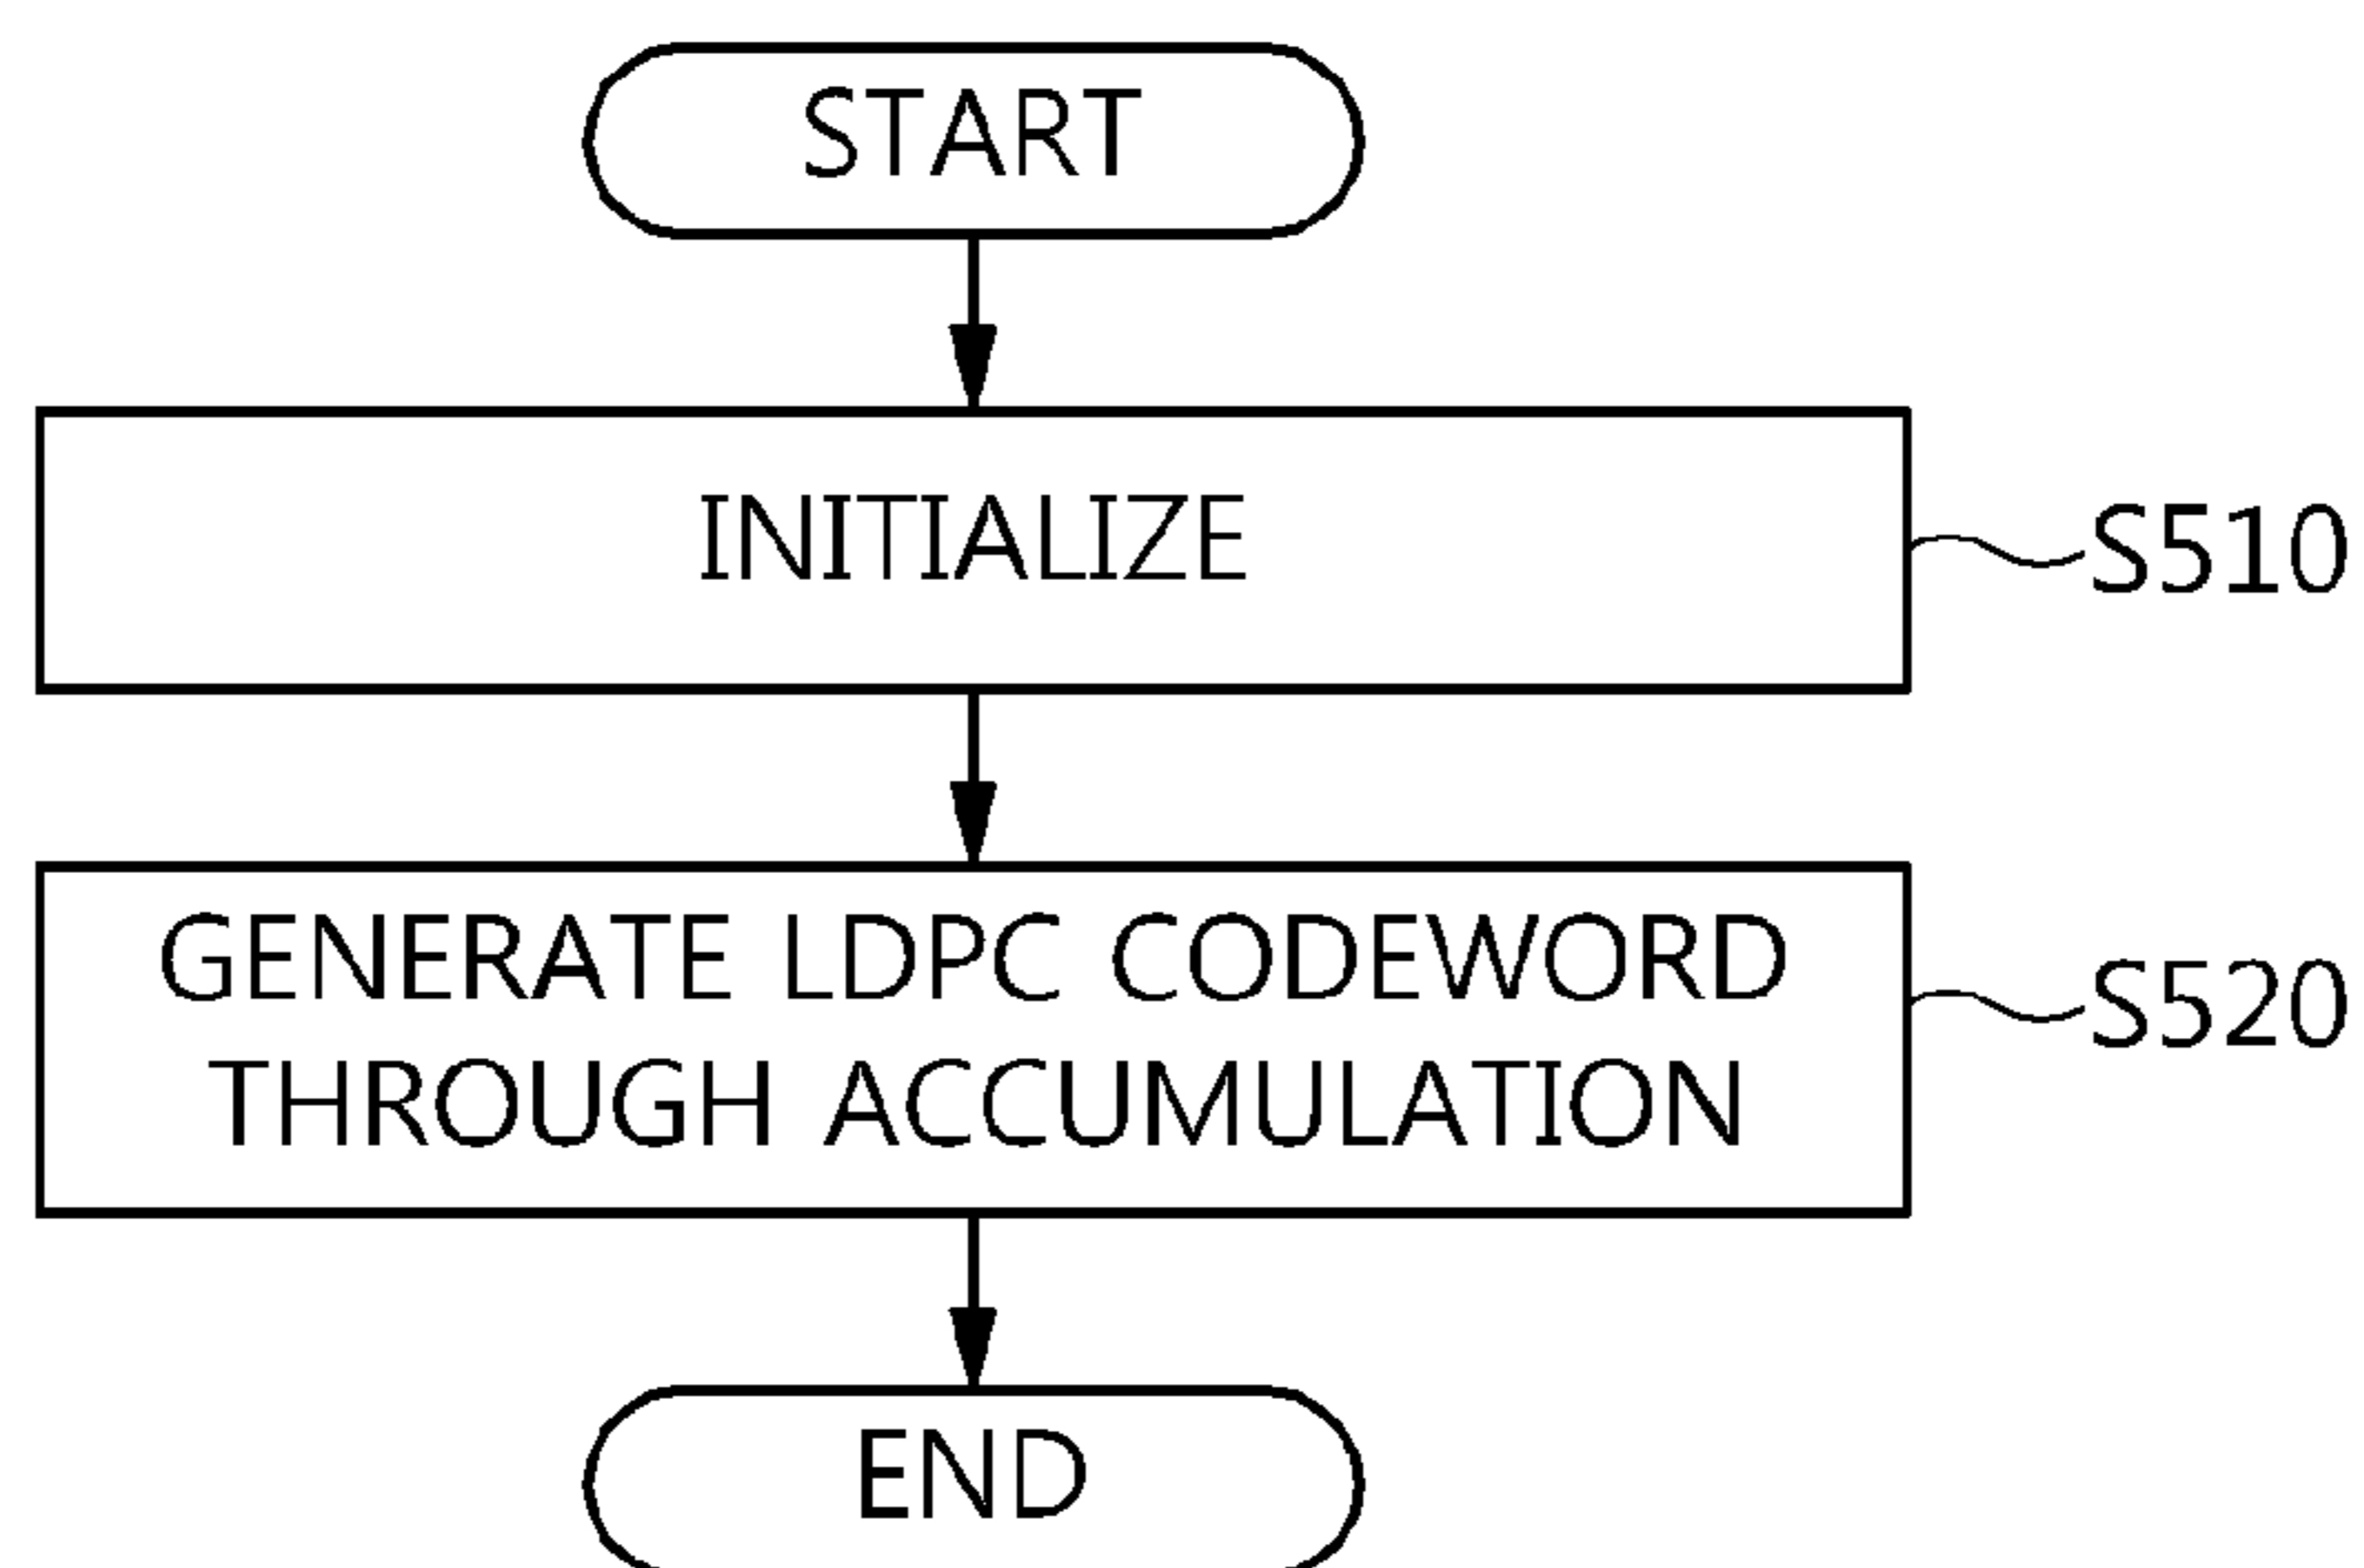 START
INITIALIZE
S510
GENERATE LDPC CODEWORD
THROUGH ACCUMULATION
S520
END